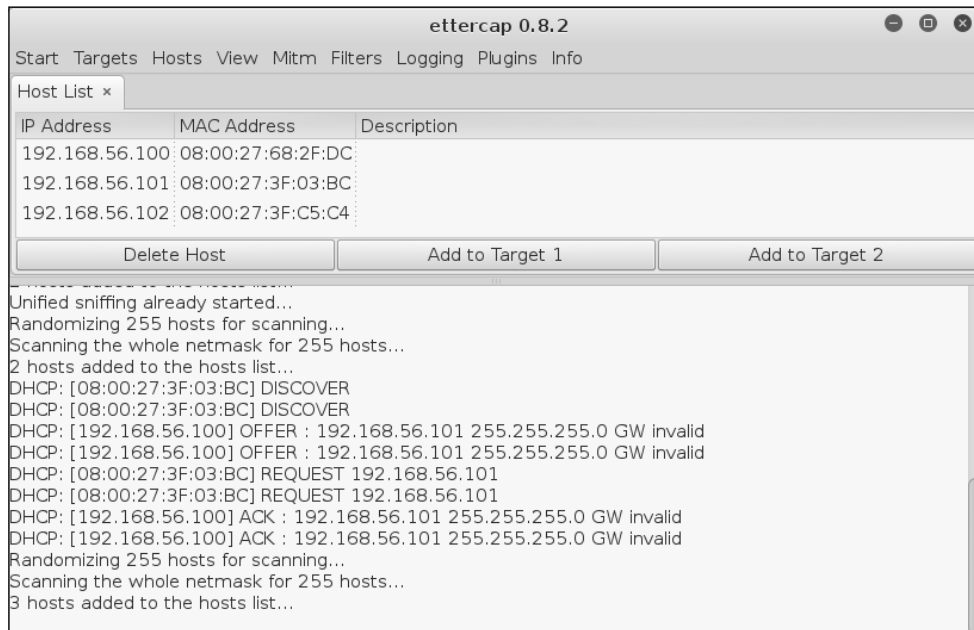 ettercap 0.8.2
Start Targets Hosts View Mitm Filters Logging Plugins Info
Host List ×
IP Address MAC Address Description
192.168.56.100 08:00:27:68:2F:DC
192.168.56.101 08:00:27:3F:03:BC
192.168.56.102 08:00:27:3F:C5:C4
Delete Host Add to Target 1 Add to Target 2
2 hosts added to the hosts list...
Unified sniffing already started...
Randomizing 255 hosts for scanning...
Scanning the whole netmask for 255 hosts...
2 hosts added to the hosts list...
DHCP: [08:00:27:3F:03:BC] DISCOVER
DHCP: [08:00:27:3F:03:BC] DISCOVER
DHCP: [192.168.56.100] OFFER : 192.168.56.101 255.255.255.0 GW invalid
DHCP: [192.168.56.100] OFFER : 192.168.56.101 255.255.255.0 GW invalid
DHCP: [08:00:27:3F:03:BC] REQUEST 192.168.56.101
DHCP: [08:00:27:3F:03:BC] REQUEST 192.168.56.101
DHCP: [192.168.56.100] ACK : 192.168.56.101 255.255.255.0 GW invalid
DHCP: [192.168.56.100] ACK : 192.168.56.101 255.255.255.0 GW invalid
Randomizing 255 hosts for scanning...
Scanning the whole netmask for 255 hosts...
3 hosts added to the hosts list...